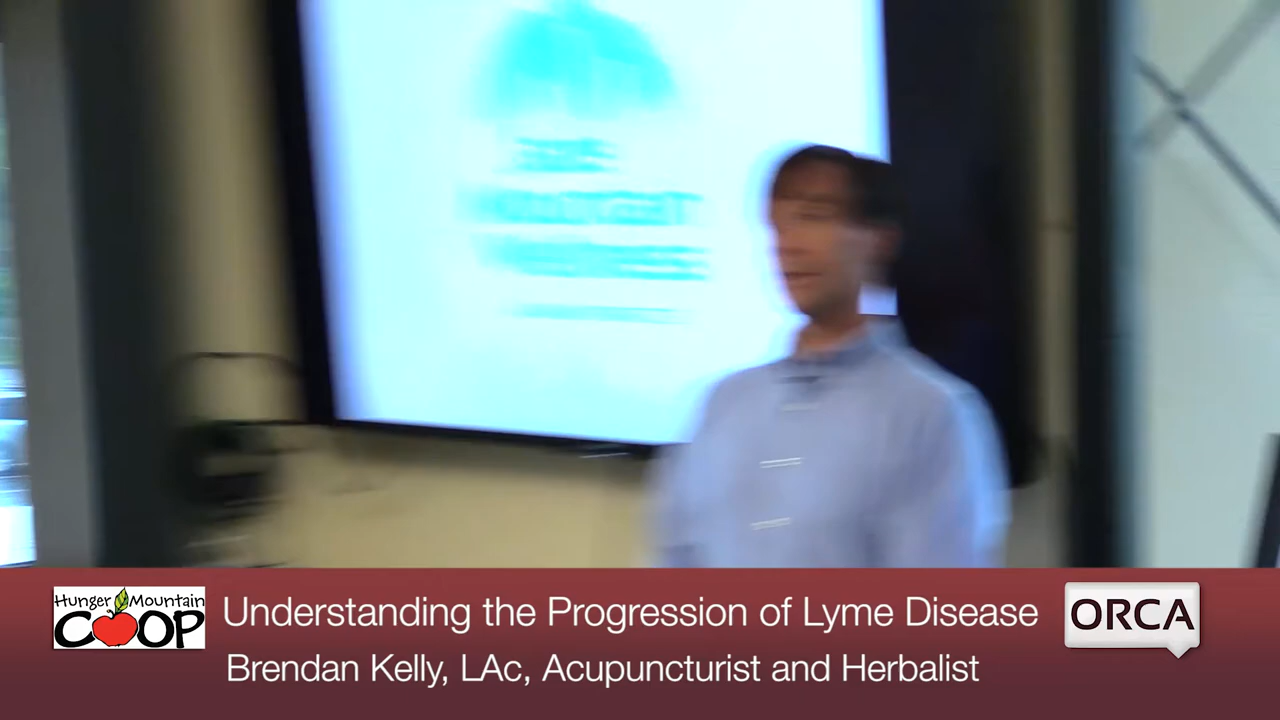 Hunger Mountain
COOP
Understanding the Progression of Lyme Disease
Brendan Kelly, LAc, Acupuncturist and Herbalist
ORCA